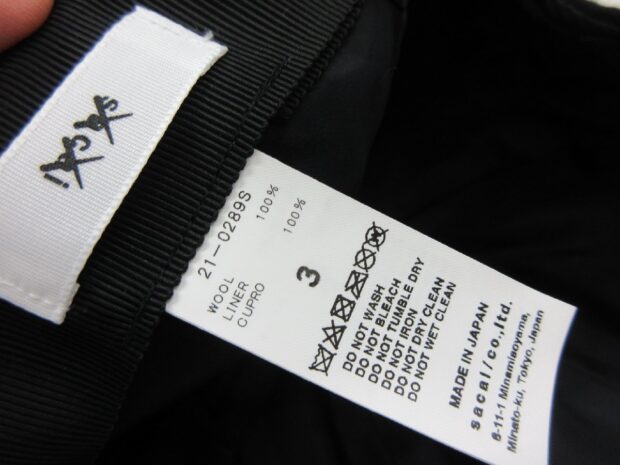 sacai
21-0289S
WOOL 100%
LINER
CUPRO 100%
3
DO NOT WASH
DO NOT BLEACH
DO NOT TUMBLE DRY
DO NOT IRON
DO NOT DRY CLEAN
DO NOT WET CLEAN
MADE IN JAPAN
sacai/co.,ltd.
6-11-1 Minamiaoyama,
Minato-ku, Tokyo, Japan